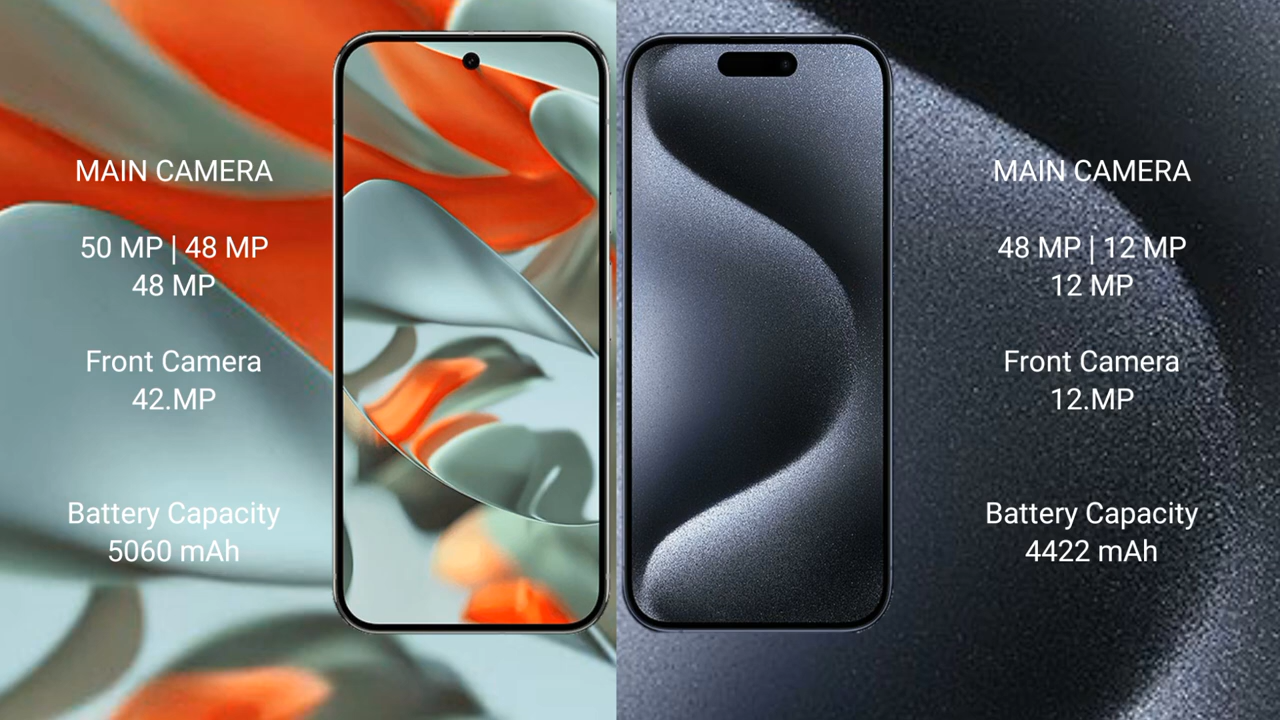 MAIN CAMERA
50 MP | 48 MP
48 MP
Front Camera
42.MP
Battery Capacity
5060 mAh
MAIN CAMERA
48 MP | 12 MP
12 MP
Front Camera
12.MP
Battery Capacity
4422 mAh